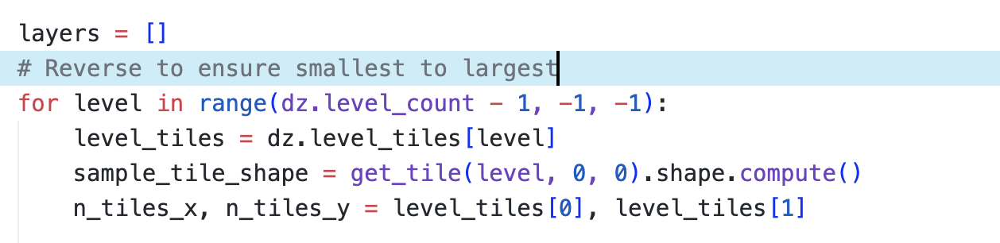 layers = []
# Reverse to ensure smallest to largest
for level in range(dz.level_count - 1, -1, -1):
    level_tiles = dz.level_tiles[level]
    sample_tile_shape = get_tile(level, 0, 0).shape.compute()
    n_tiles_x, n_tiles_y = level_tiles[0], level_tiles[1]